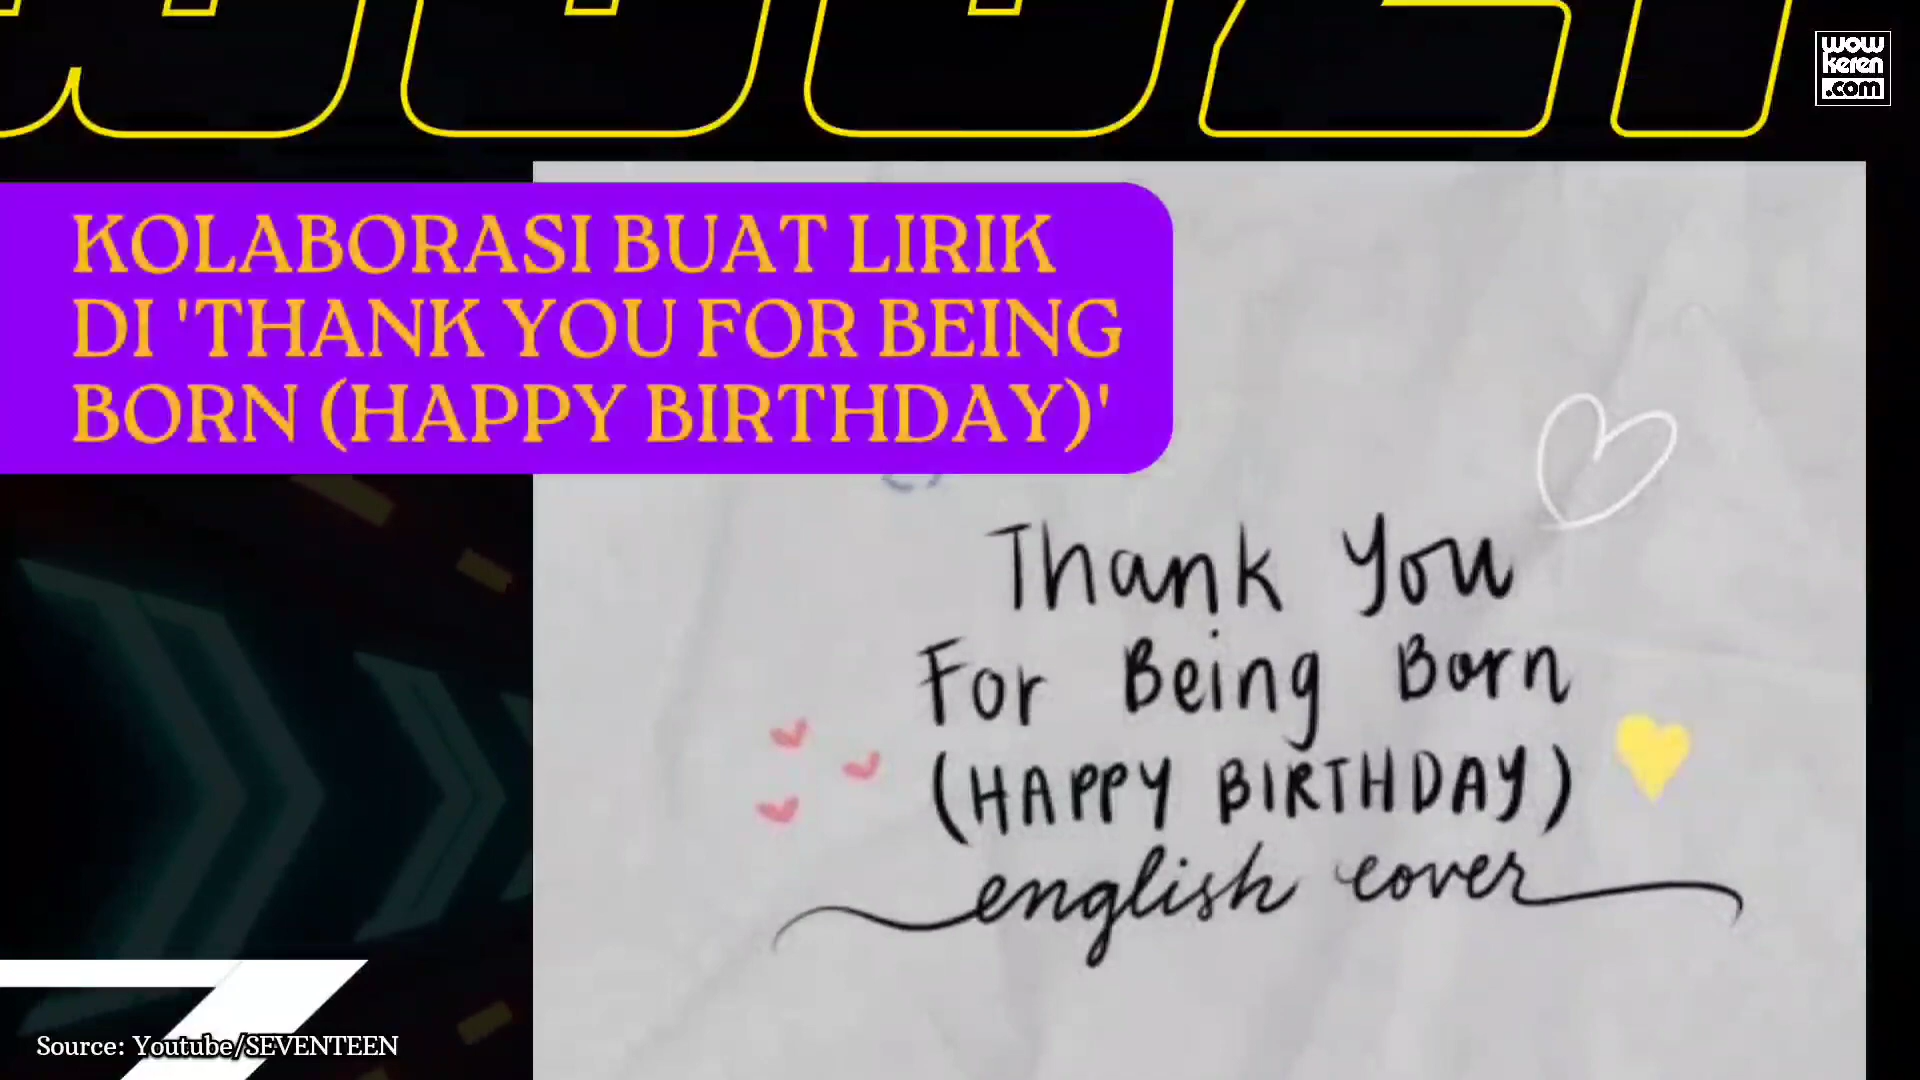 wow
keren
.com
KOLABORASI BUAT LIRIK
DI 'THANK YOU FOR BEING
BORN (HAPPY BIRTHDAY)'
Thank You
For Being Born
(HAPPY BIRTHDAY)
english cover
Source: Youtube/SEVENTEEN